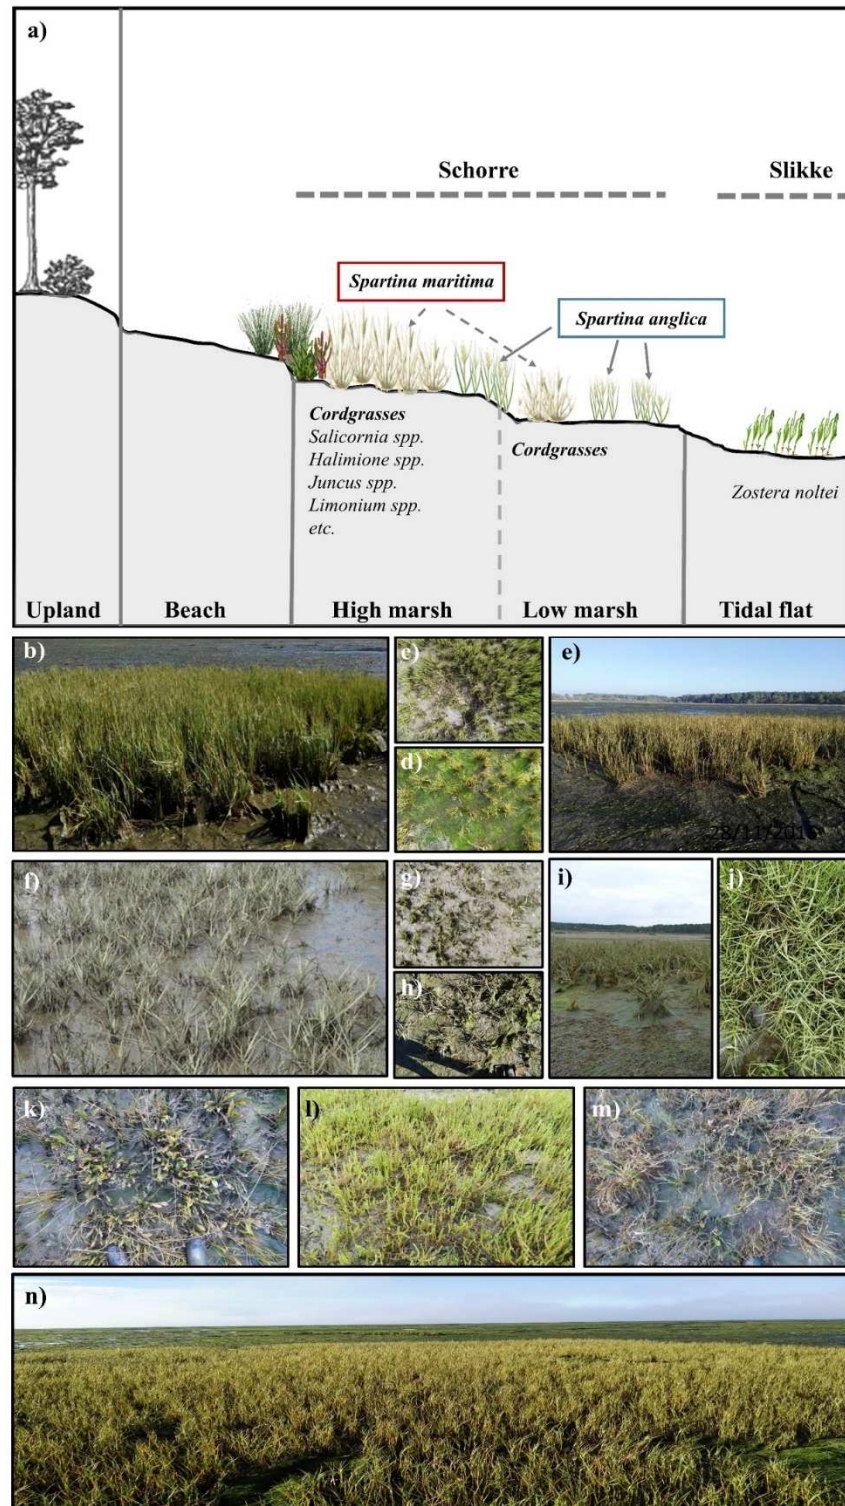 a)
Schorre
Slikke
Spartina maritima
Spartina anglica
Cordgrasses
Salicornia spp.
Halimione spp.
Juncus spp.
Limonium spp.
etc.
Cordgrasses
Zostera noltei
Upland
Beach
High marsh
Low marsh
Tidal flat
b)
c)
d)
e)
f)
g)
h)
i)
j)
k)
l)
m)
n)